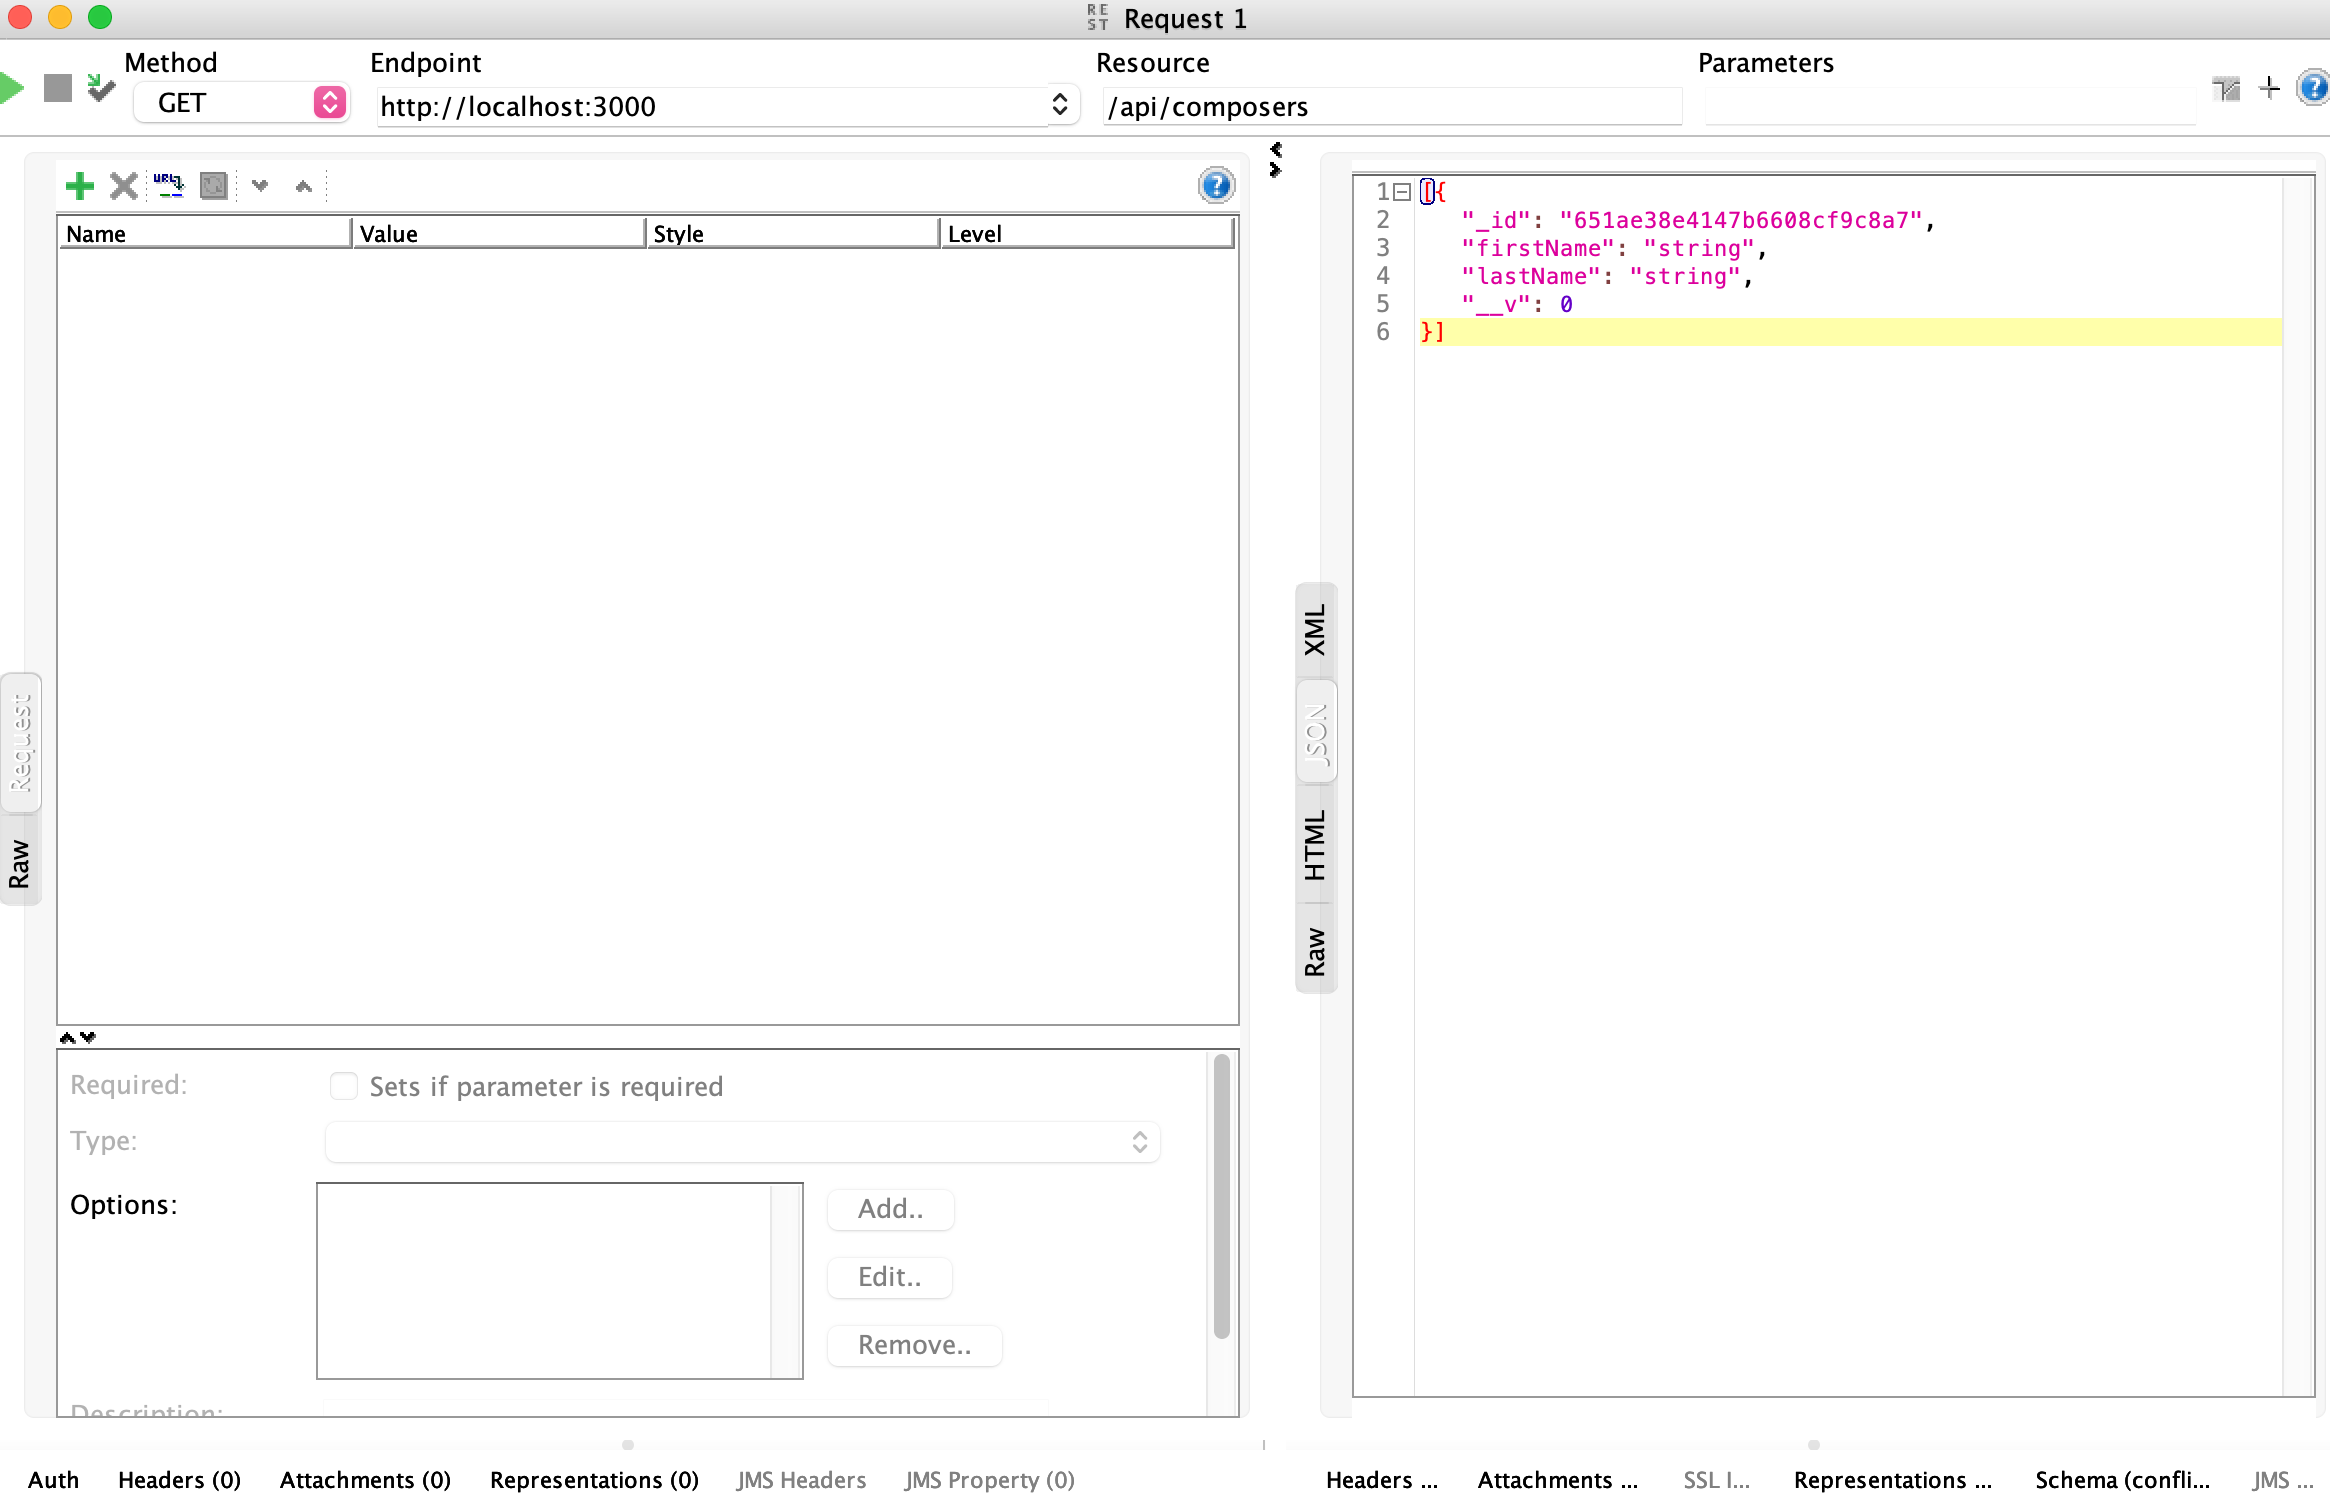 RE
ST
Request 1
Method
Endpoint
Resource
Parameters
GET
http://localhost:3000
/api/composers
URL
Name
Value
Style
Level
Request
Raw
XML
JSON
HTML
Raw
1 [{
2 "_id": "651ae38e4147b6608cf9c8a7",
3 "firstName": "string",
4 "lastName": "string",
5 "__v": 0
6 }]
Required:
Sets if parameter is required
Type:
Options:
Add..
Edit..
Remove..
Description:
Auth
Headers (0)
Attachments (0)
Representations (0)
JMS Headers
JMS Property (0)
Headers ...
Attachments ...
SSL I...
Representations ...
Schema (confli...
JMS ...